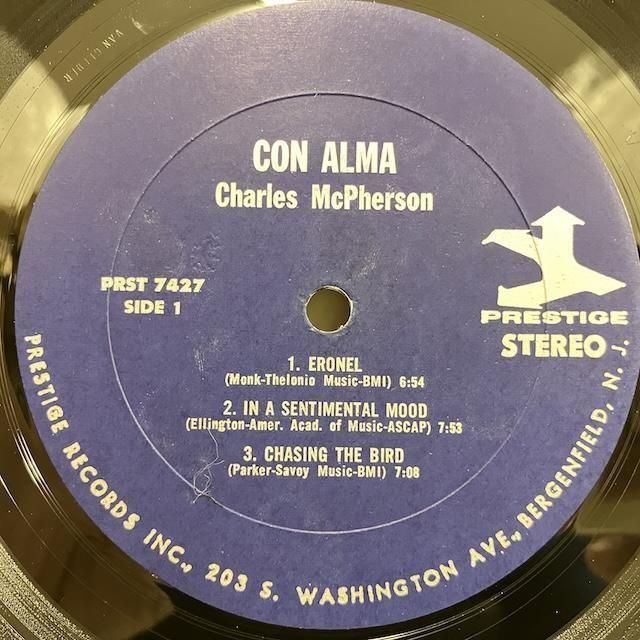 CON ALMA
Charles McPherson
PRST 7427
SIDE 1
PRESTIGE
STEREO
1. ERONEL
(Monk-Thelonio Music-BMI) 6:54
2. IN A SENTIMENTAL MOOD
(Ellington-Amer. Acad. of Music-ASCAP) 7:53
3. CHASING THE BIRD
(Parker-Savoy Music-BMI) 7:08
PRESTIGE RECORDS INC., 203 S. WASHINGTON AVE., BERGENFIELD, N. J.
VAN GELDER